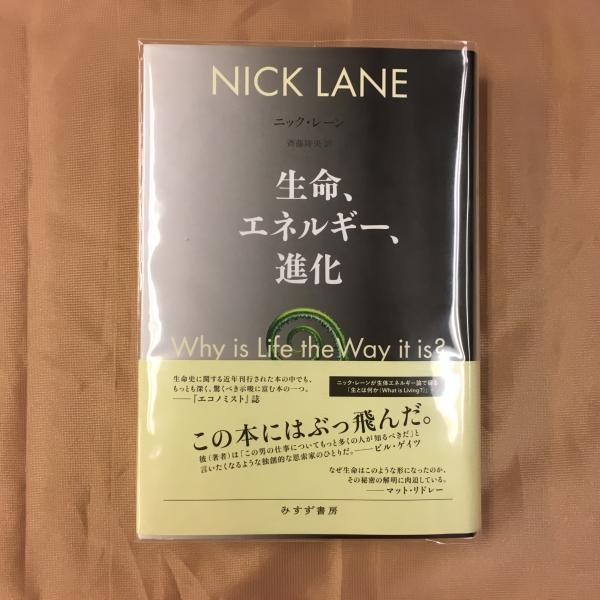 NICK LANE
ニック・レーン
斉藤隆央 訳
生命、
エネルギー、
進化
Why is Life the Way it is?
生命史に関する近年刊行された本の中でも、
もっとも深く、驚くべき示唆に富む本の一つ。
——『エコノミスト』誌
ニック・レーンが生体エネルギー論で破る
「生とは何か(What is Living?)」
この本にはぶっ飛んだ。
彼(著者)は「この男の仕事についてもっと多くの人が知るべきだ」と
言いたくなるような独創的な思索家のひとりだ。——ビル・ゲイツ
なぜ生命はこのような形になったのか、
その秘密の解明に肉迫している。
——マット・リドレー
みすず書房